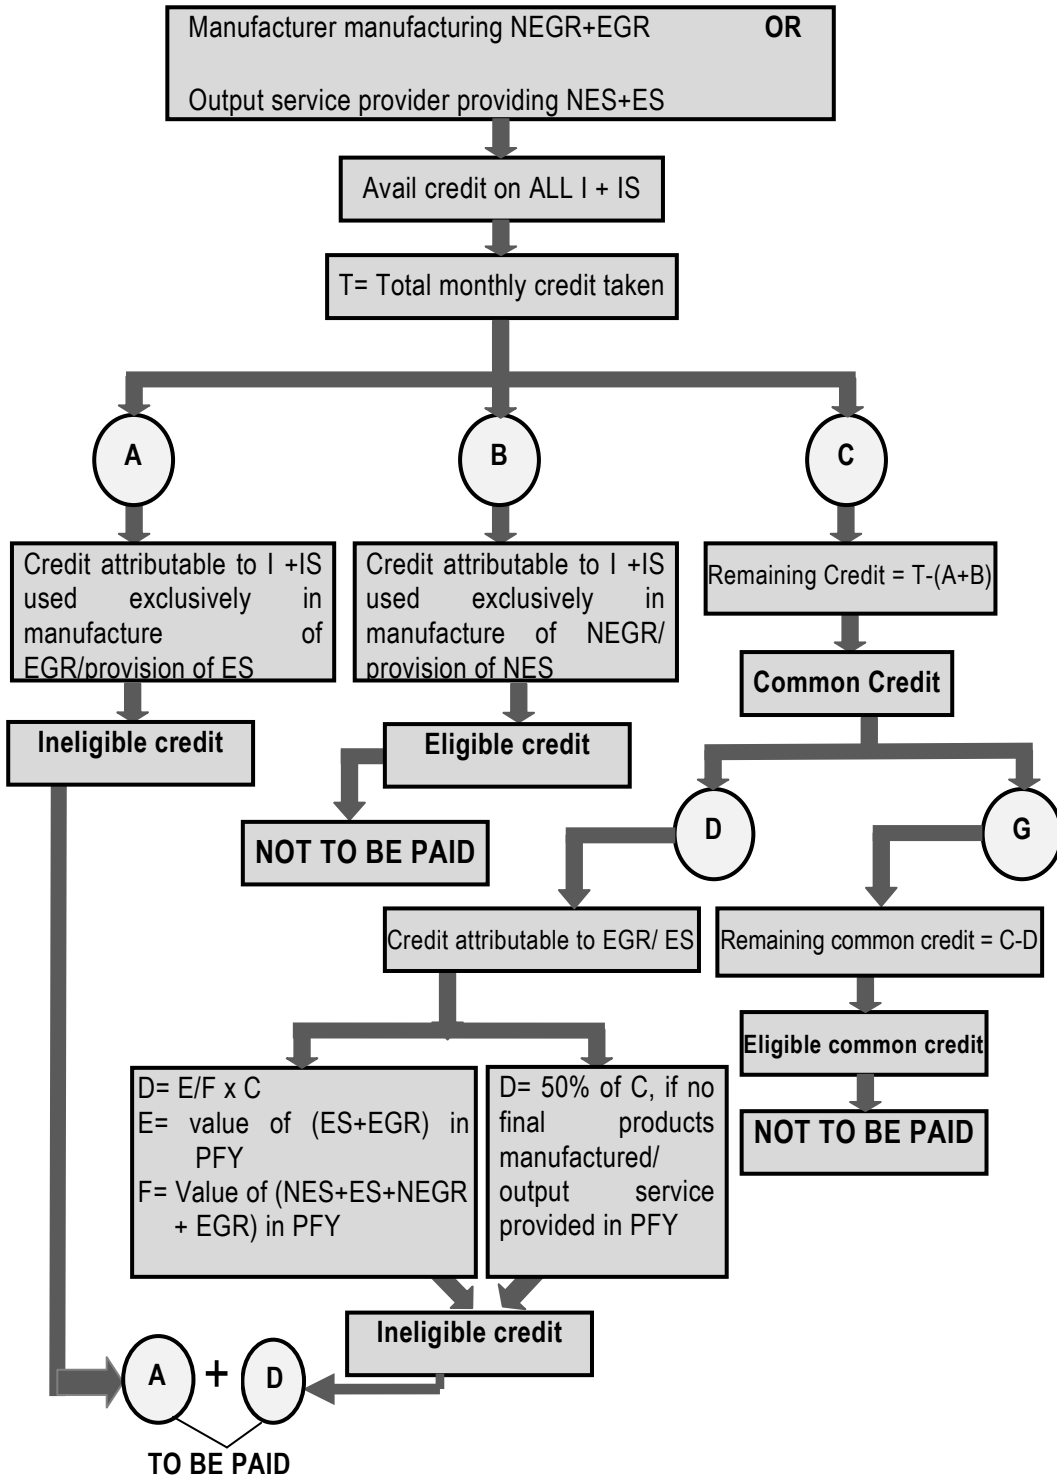 Manufacturer manufacturing NEGR+EGR OR
Output service provider providing NES+ES
Avail credit on ALL I + IS
T= Total monthly credit taken
A
B
C
Credit attributable to I +IS
used exclusively in
manufacture of
EGR/provision of ES
Credit attributable to I +IS
used exclusively in
manufacture of NEGR/
provision of NES
Remaining Credit = T-(A+B)
Common Credit
Ineligible credit
Eligible credit
NOT TO BE PAID
D
G
Credit attributable to EGR/ ES
Remaining common credit = C-D
Eligible common credit
NOT TO BE PAID
D= E/F x C
E= value of (ES+EGR) in
PFY
F= Value of (NES+ES+NEGR
+ EGR) in PFY
D= 50% of C, if no
final products
manufactured/
output service
provided in PFY
Ineligible credit
A + D
TO BE PAID